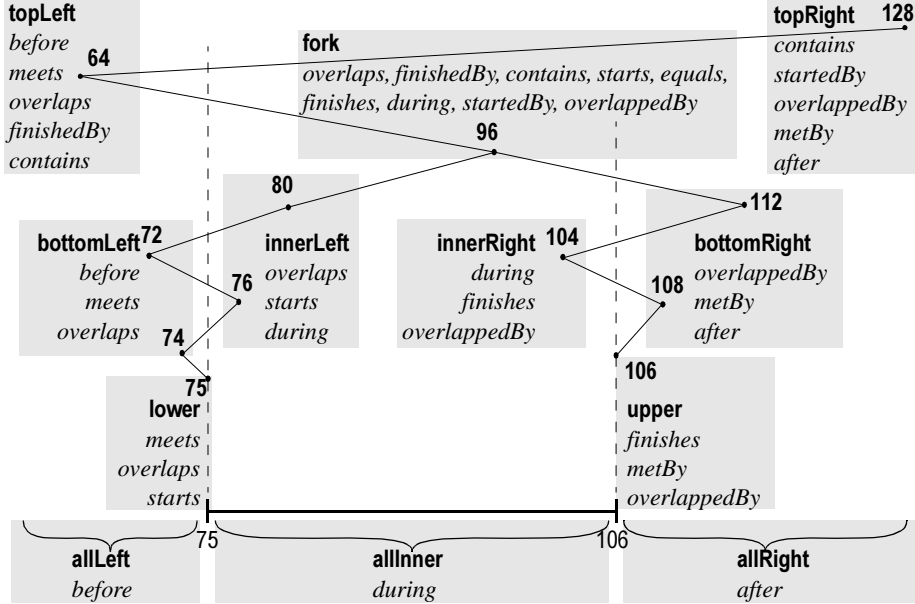 topLeft
before
64
meets
overlaps
finishedBy
contains
fork
overlaps, finishedBy, contains, starts, equals,
finishes, during, startedBy, overlappedBy
96
topRight 128
contains
startedBy
overlappedBy
metBy
after
80
112
bottomLeft 72
before
meets
overlaps
74
innerLeft
76
overlaps
starts
during
innerRight 104
during
finishes
overlappedBy
bottomRight
overlappedBy
108
metBy
after
75
lower
meets
overlaps
starts
106
upper
finishes
metBy
overlappedBy
75
106
allLeft
before
allInner
during
allRight
after